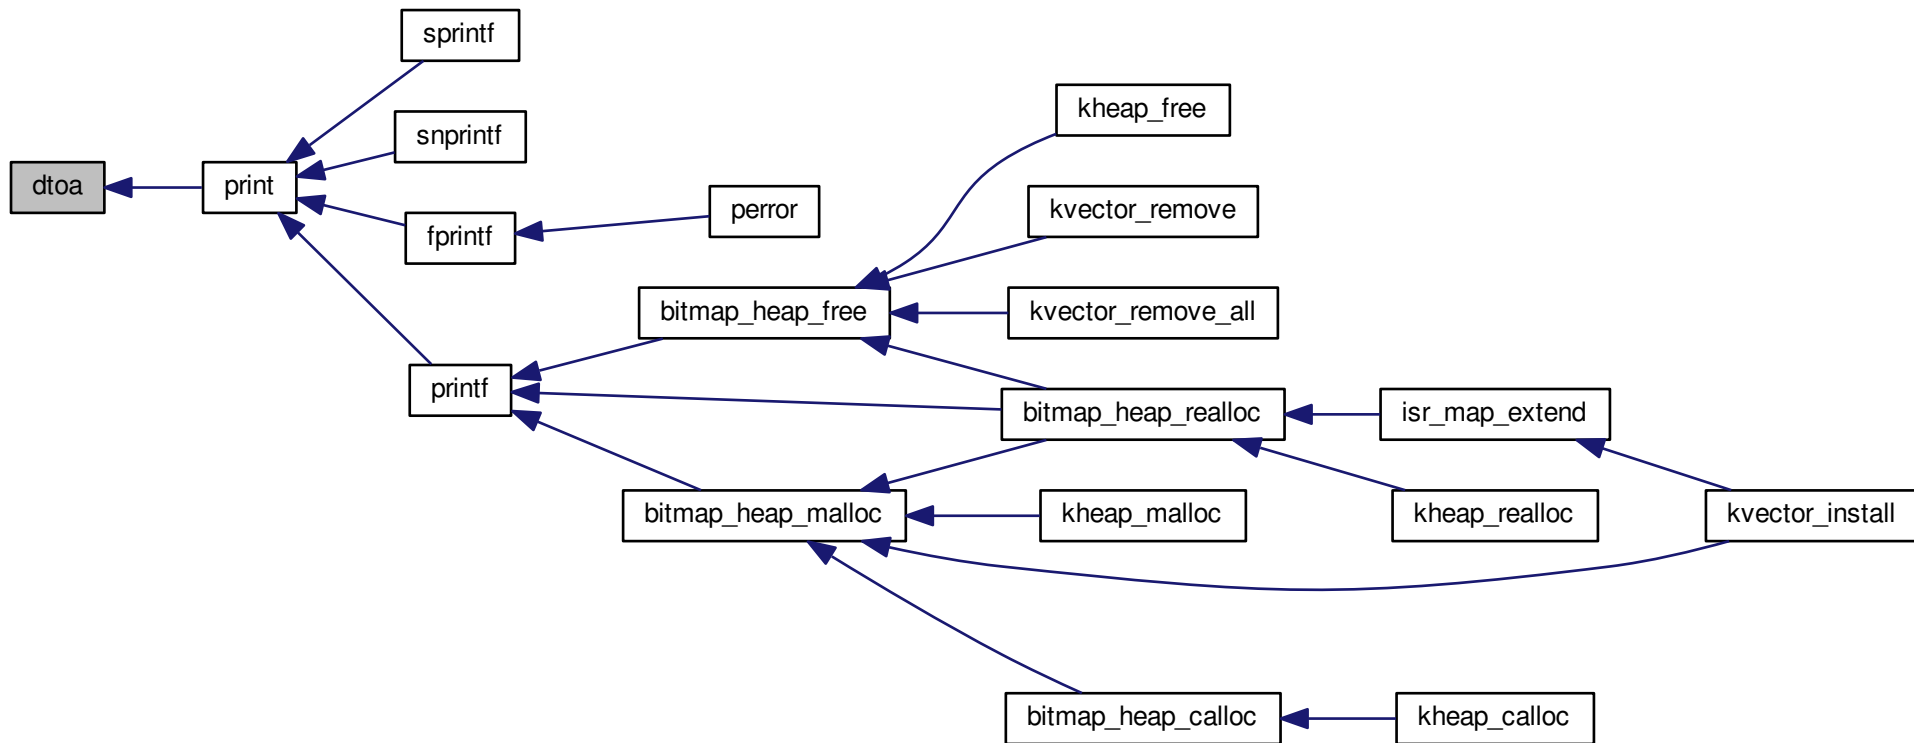 sprintf
kheap_free
snprintf
dtoa
print
perror
kvector_remove
fprintf
bitmap_heap_free
kvector_remove_all
printf
bitmap_heap_realloc
isr_map_extend
bitmap_heap_malloc
kheap_malloc
kheap_realloc
kvector_install
bitmap_heap_calloc
kheap_calloc